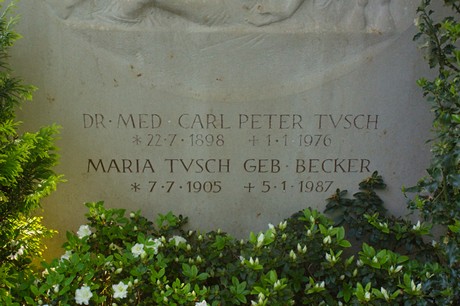 DR·MED·CARL PETER TVSCH
*22·7·1898 +1·1·1976
MARIA TVSCH GEB·BECKER
*7·7·1905 +5·1·1987